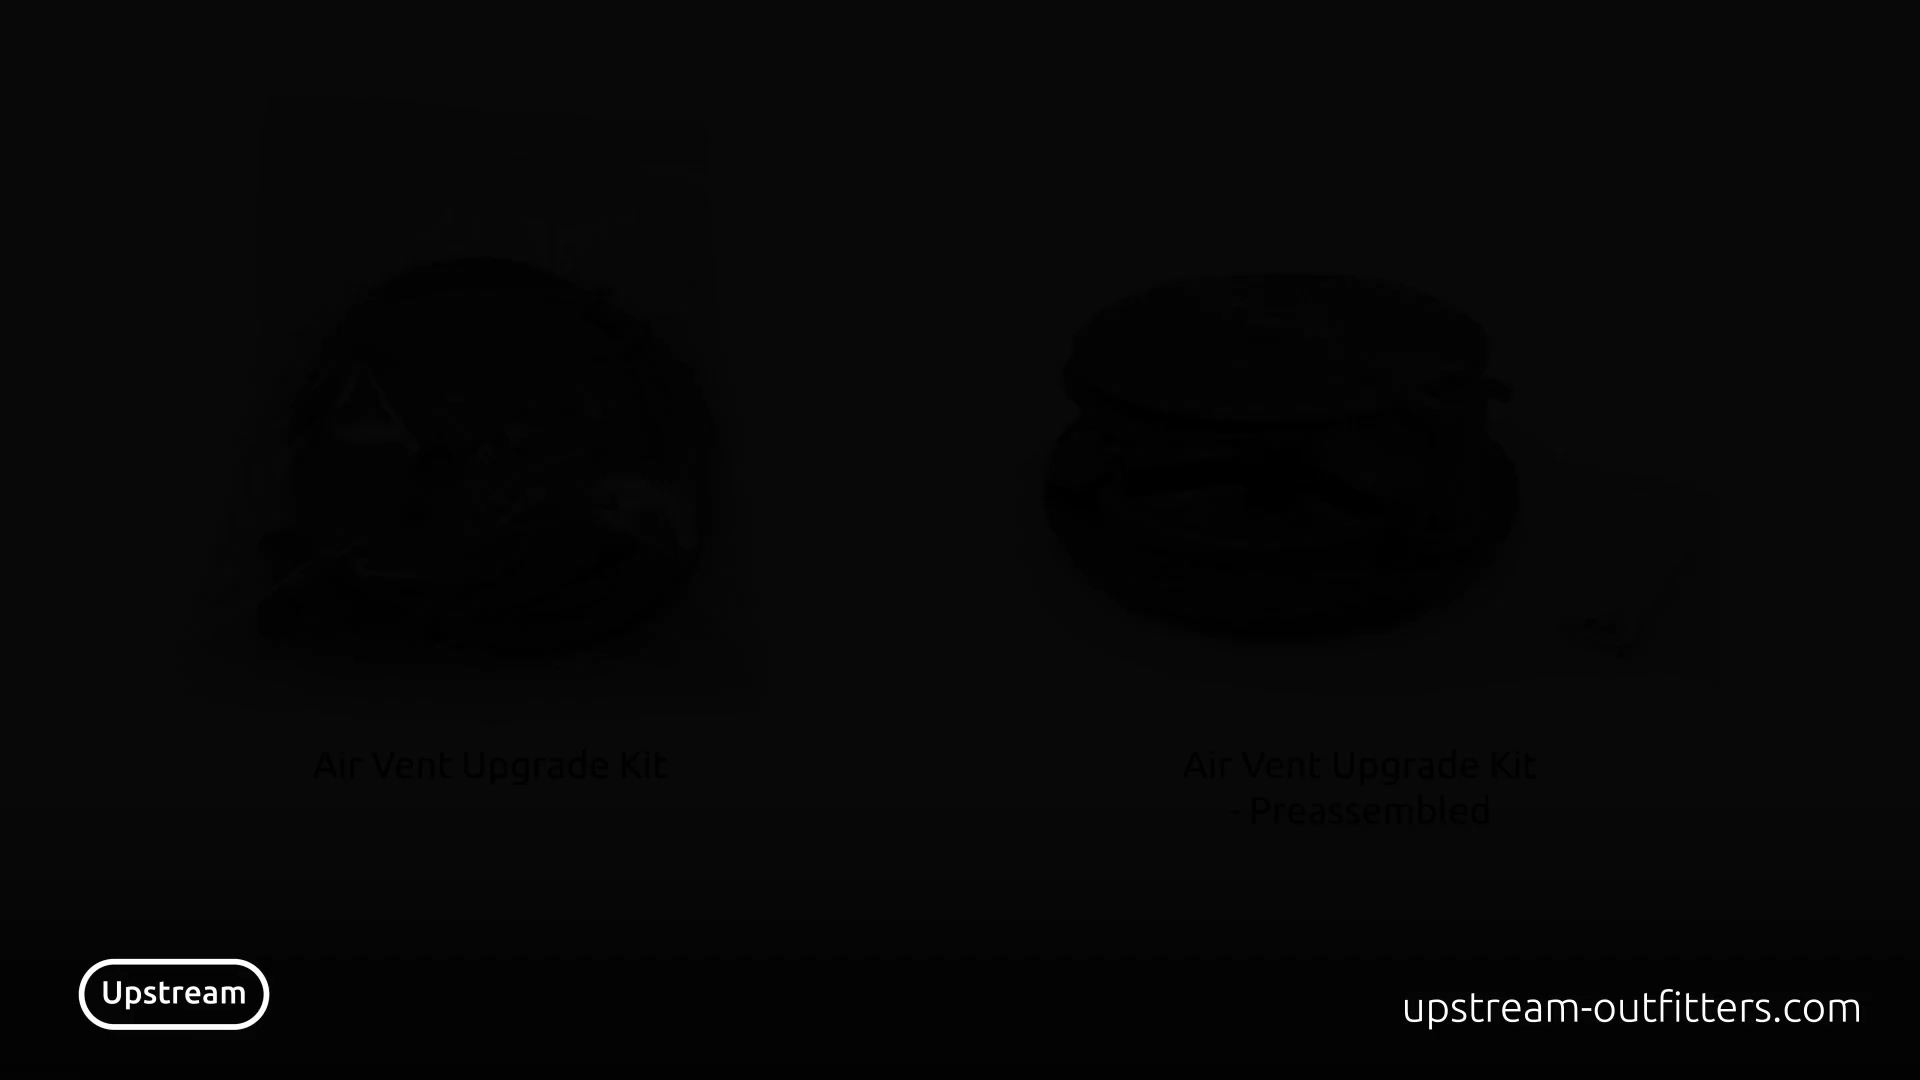 Air Vent Upgrade Kit
Air Vent Upgrade Kit
- Preassembled
Upstream
upstream-outfitters.com